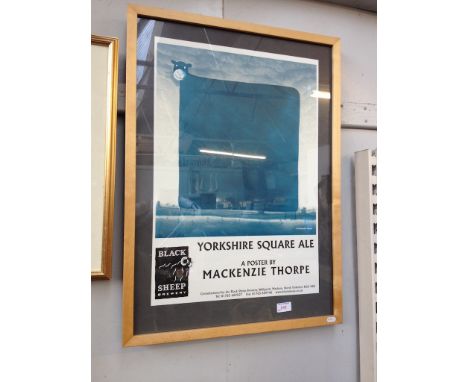 YORKSHIRE SQUARE ALE
A POSTER BY
MACKENZIE THORPE
BLACK
SHEEP
BREWERY